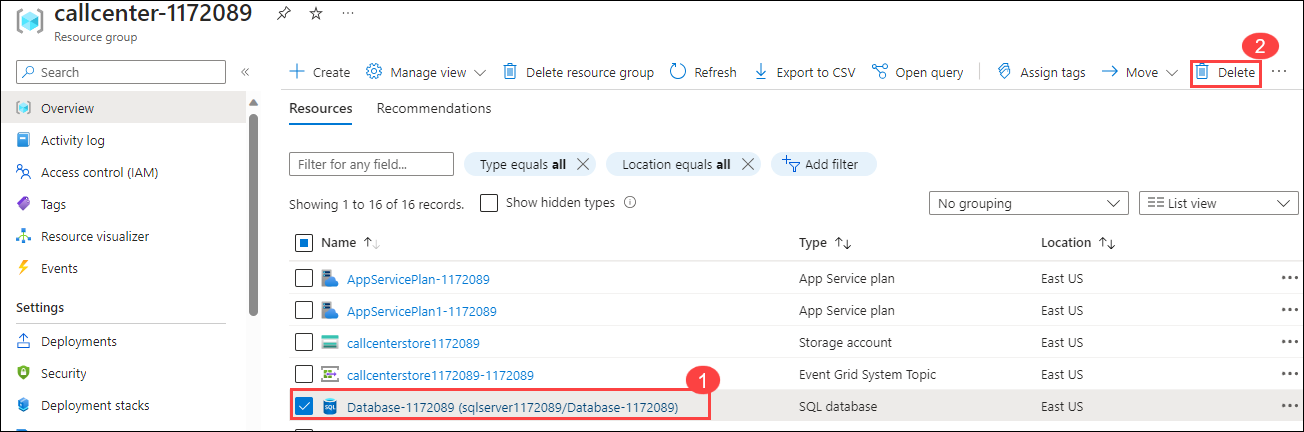 callcenter-1172089
Resource group
Search
Overview
Activity log
Access control (IAM)
Tags
Resource visualizer
Events
Settings
Deployments
Security
Deployment stacks
2
Create Manage view Delete resource group Refresh Export to CSV Open query Assign tags Move Delete
Resources Recommendations
Filter for any field... Type equals all Location equals all Add filter
Showing 1 to 16 of 16 records. Show hidden types No grouping List view
Name Type Location
AppServicePlan-1172089 App Service plan East US
AppServicePlan1-1172089 App Service plan East US
callcenterstore1172089 Storage account East US
callcenterstore1172089-1172089 Event Grid System Topic East US
1
SQL Database-1172089 (sqlserver1172089/Database-1172089) SQL database East US